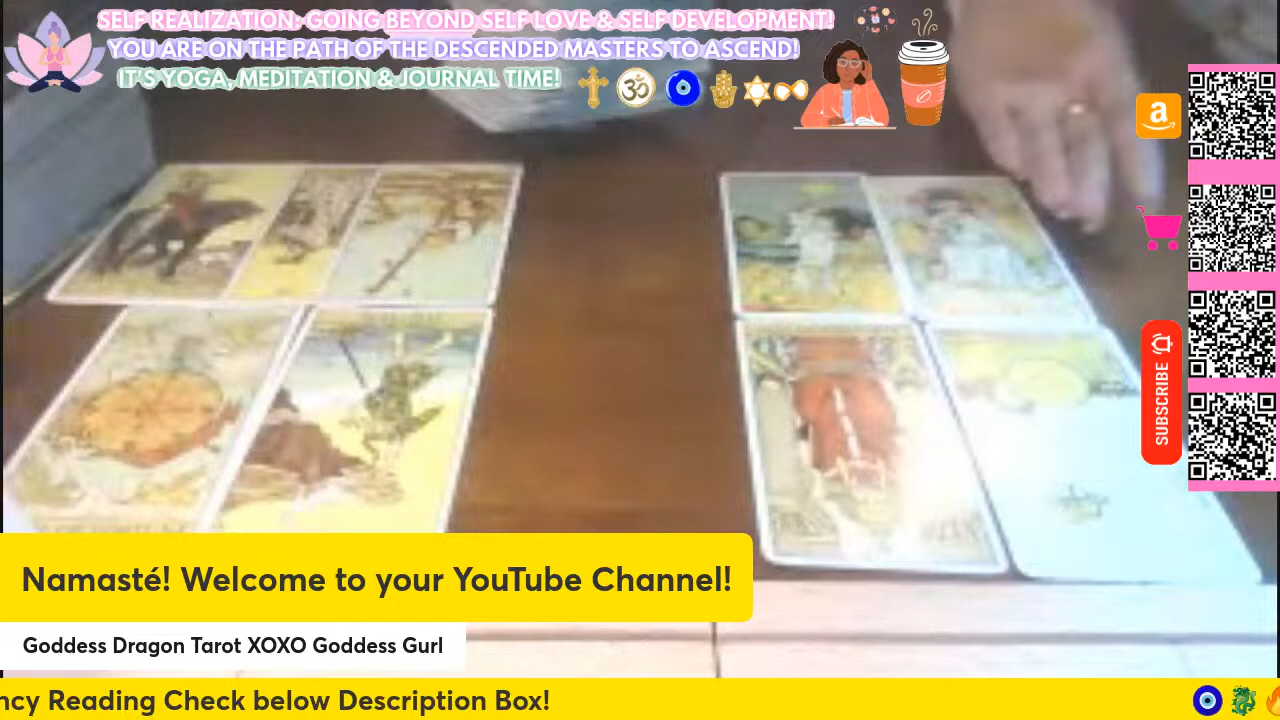 SELF REALIZATION: GOING BEYOND SELF LOVE & SELF DEVELOPMENT!
YOU ARE ON THE PATH OF THE DESCENDED MASTERS TO ASCEND!
IT'S YOGA, MEDITATION & JOURNAL TIME!
a
SUBSCRIBE
Namasté! Welcome to your YouTube Channel!
Goddess Dragon Tarot XOXO Goddess Gurl
ncy Reading Check below Description Box!